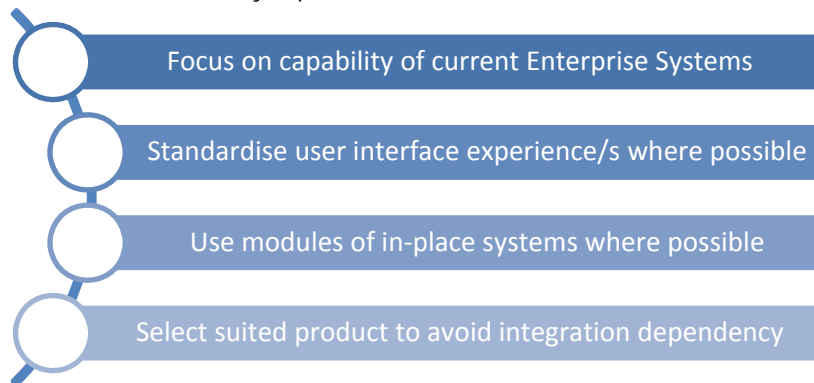 Focus on capability of current Enterprise Systems
Standardise user interface experience/s where possible
Use modules of in-place systems where possible
Select suited product to avoid integration dependency